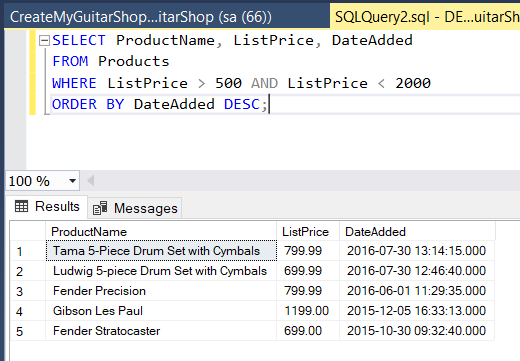 CreateMyGuitarShop...itarShop (sa (66))    SQLQuery2.sql - DE...uitarSh
SELECT ProductName, ListPrice, DateAdded
FROM Products
WHERE ListPrice > 500 AND ListPrice < 2000
ORDER BY DateAdded DESC;
100 %
Results    Messages
ProductName    ListPrice    DateAdded
1    Tama 5-Piece Drum Set with Cymbals    799.99    2016-07-30 13:14:15.000
2    Ludwig 5-piece Drum Set with Cymbals    699.99    2016-07-30 12:46:40.000
3    Fender Precision    799.99    2016-06-01 11:29:35.000
4    Gibson Les Paul    1199.00    2015-12-05 16:33:13.000
5    Fender Stratocaster    699.00    2015-10-30 09:32:40.000